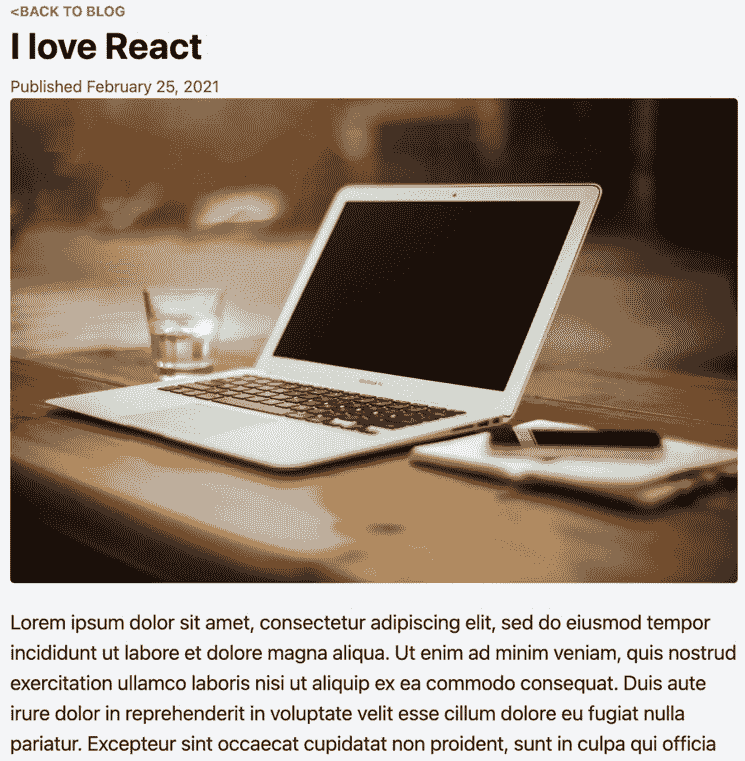 <BACK TO BLOG
I love React
Published February 25, 2021
Lorem ipsum dolor sit amet, consectetur adipiscing elit, sed do eiusmod tempor
incididunt ut labore et dolore magna aliqua. Ut enim ad minim veniam, quis nostrud
exercitation ullamco laboris nisi ut aliquip ex ea commodo consequat. Duis aute
irure dolor in reprehenderit in voluptate velit esse cillum dolore eu fugiat nulla
pariatur. Excepteur sint occaecat cupidatat non proident, sunt in culpa qui officia